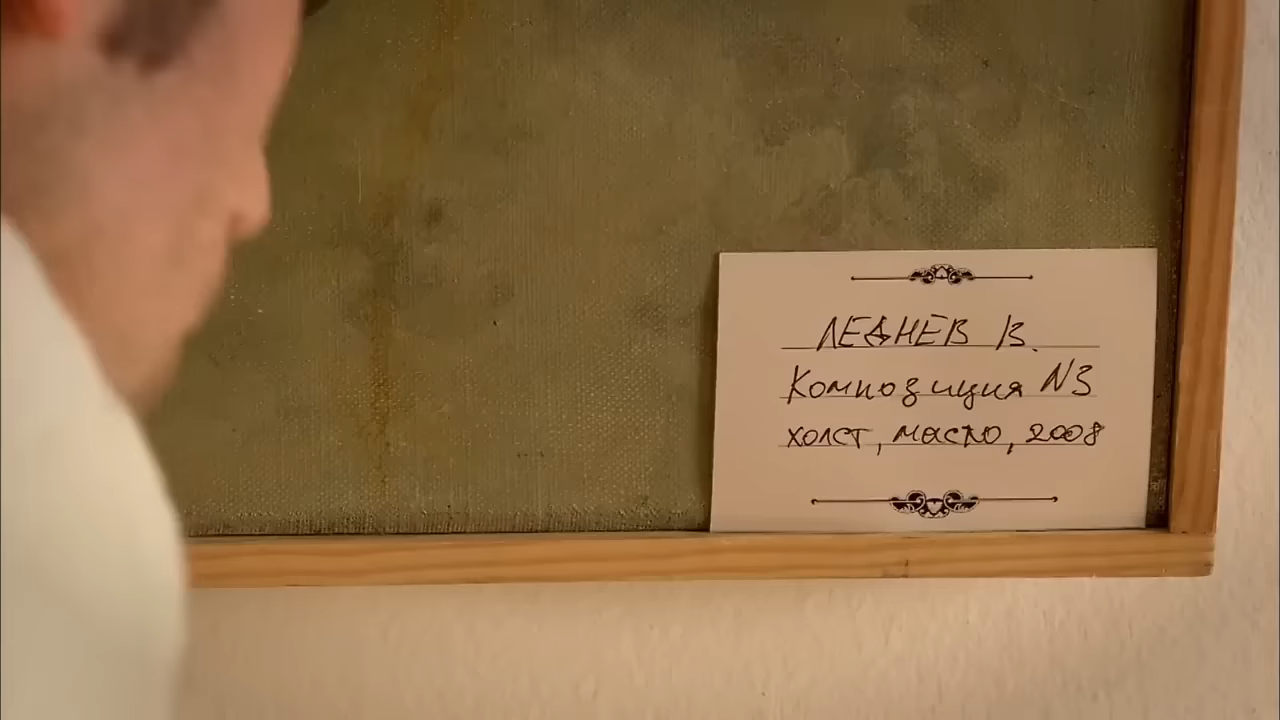 ЛЕДНЕВ В.
Композиция N3
холст, масло, 2008